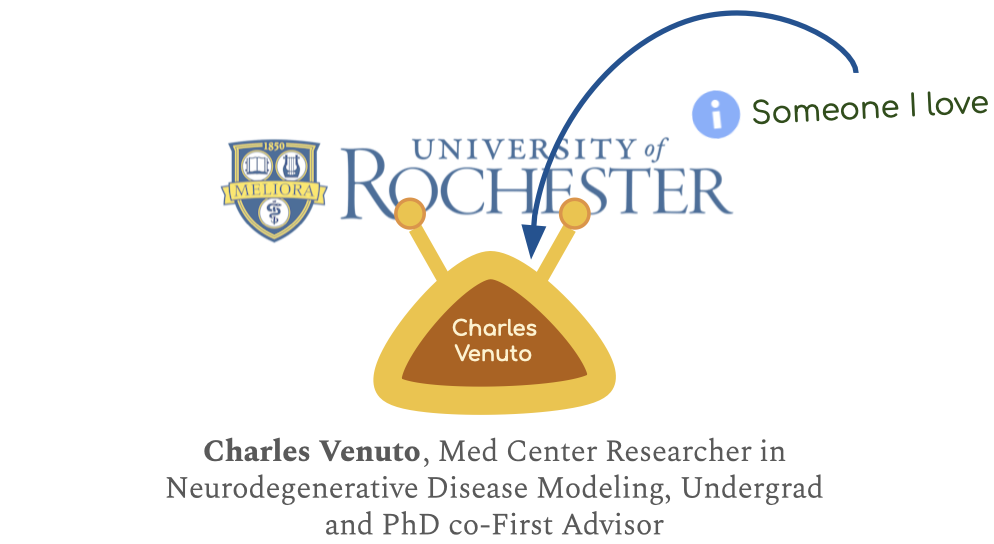 Someone I love
1850
MELIORA
UNIVERSITY of
ROCHESTER
Charles
Venuto
Charles Venuto, Med Center Researcher in
Neurodegenerative Disease Modeling, Undergrad
and PhD co-First Advisor